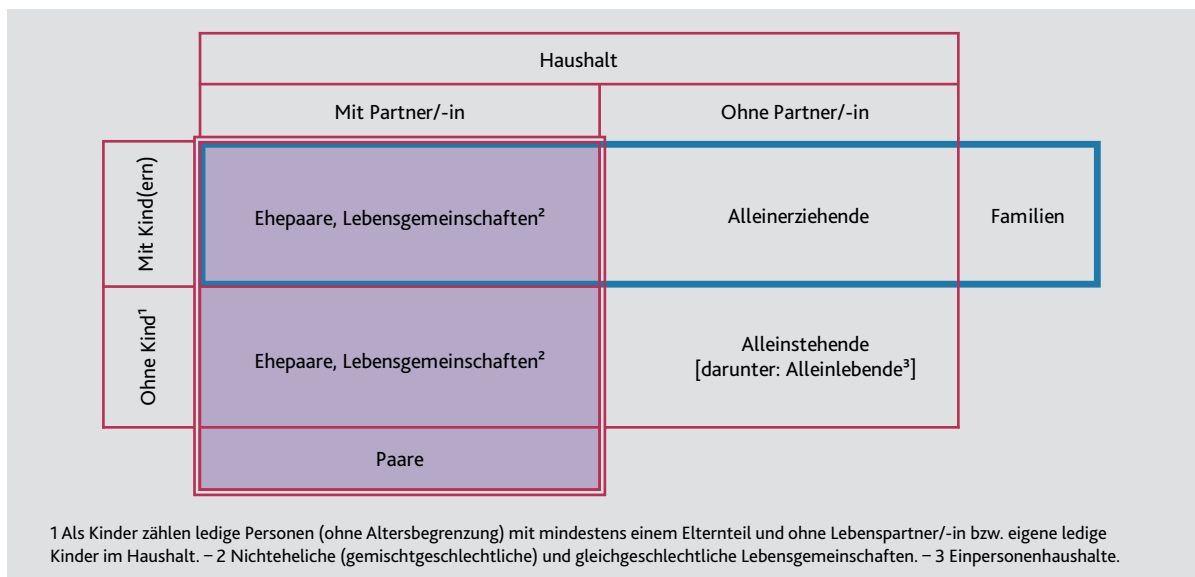 Haushalt
Mit Partner/-in
Ohne Partner/-in
Mit Kind(ern)
Ehepaare, Lebensgemeinschaften²
Alleinerziehende
Familien
Ohne Kind¹
Ehepaare, Lebensgemeinschaften²
Alleinstehende
[darunter: Alleinlebende³]
Paare
1 Als Kinder zählen ledige Personen (ohne Altersbegrenzung) mit mindestens einem Elternteil und ohne Lebenspartner/-in bzw. eigene ledige
Kinder im Haushalt. – 2 Nichteheliche (gemischtgeschlechtliche) und gleichgeschlechtliche Lebensgemeinschaften. – 3 Einpersonenhaushalte.